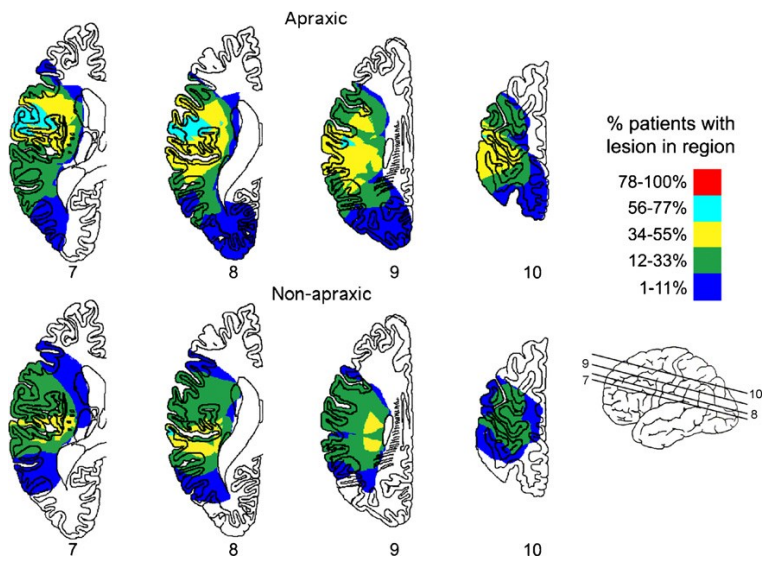 Apraxic
7 8 9 10
% patients with
lesion in region
78-100%
56-77%
34-55%
12-33%
1-11%
Non-apraxic
7 8 9 10
9
7
10
8